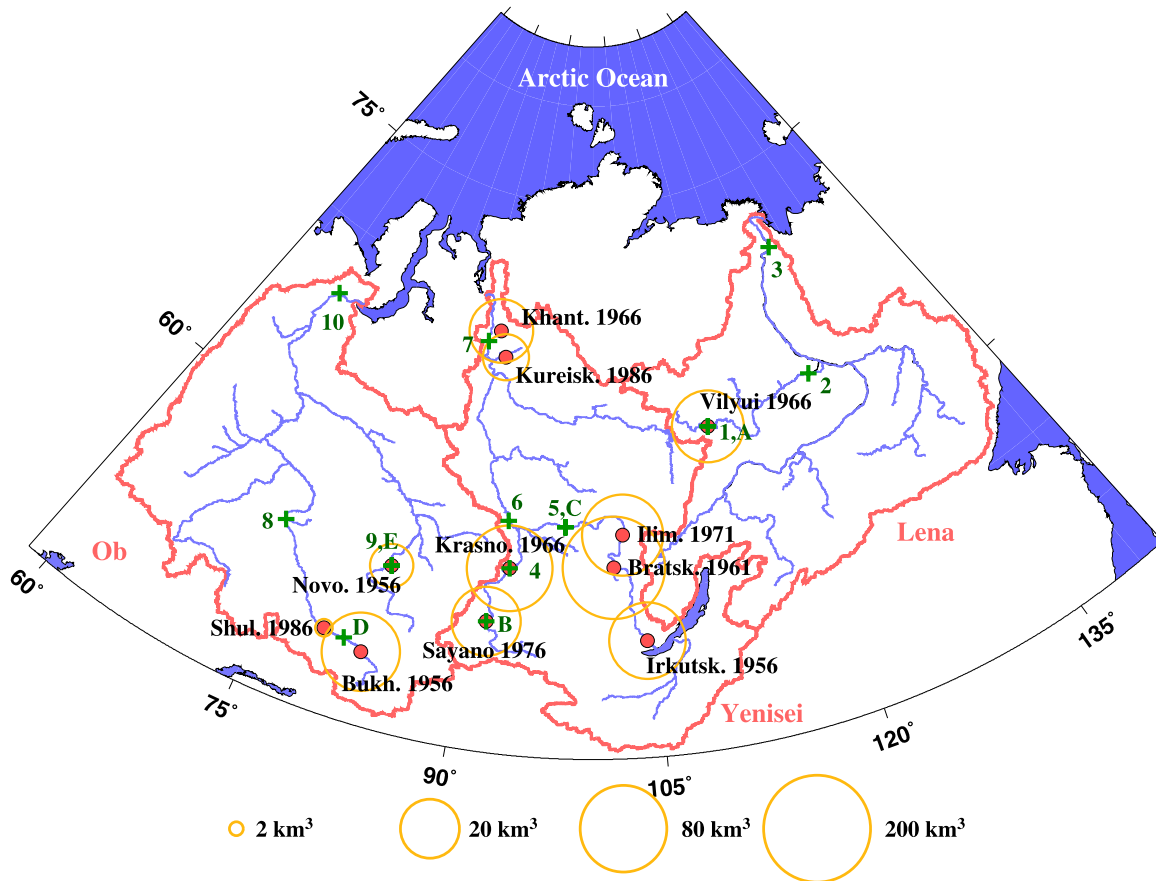 Arctic Ocean
75°
3
60°
10
Khant. 1966
7
Kureisk. 1986
2
Vilyui 1966
1,A
6
5,C
8
Ilim. 1971
Lena
Ob
9,E
Krasno. 1966
4
Bratsk. 1961
60°
Novo. 1956
Shul. 1986
D
B
135°
Sayano 1976
Irkutsk. 1956
Bukh. 1956
75°
Yenisei
120°
90°
105°
2 km³
20 km³
80 km³
200 km³